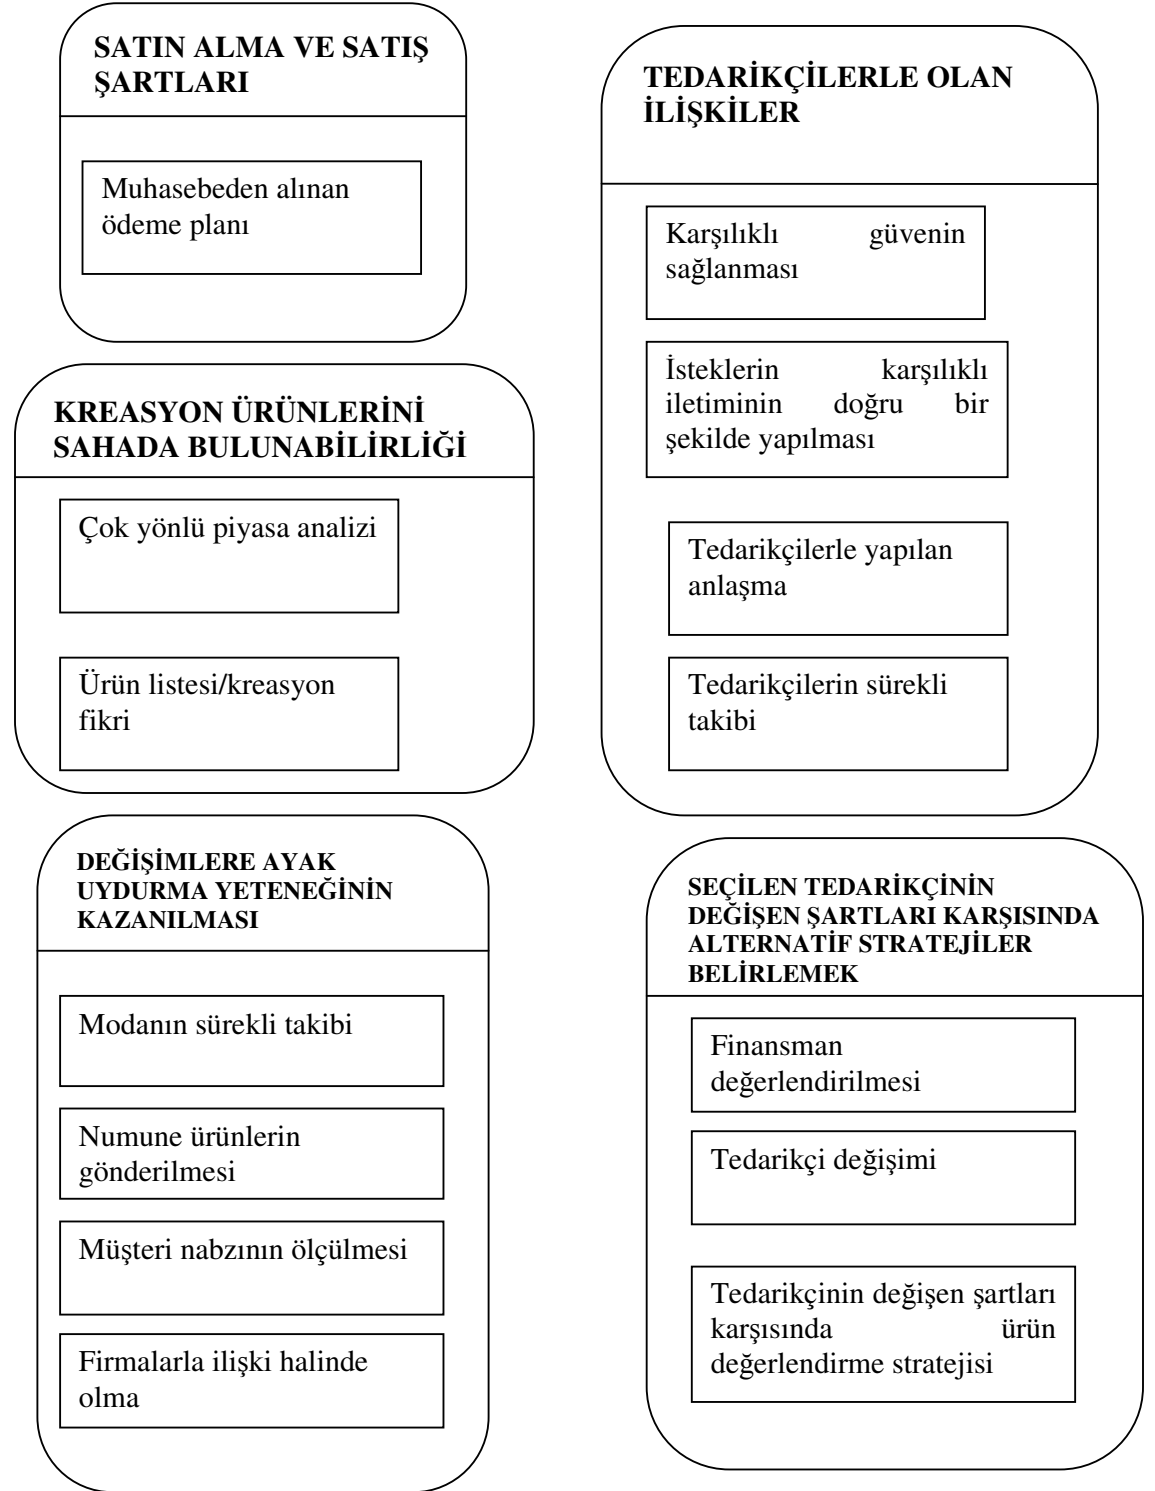 SATIN ALMA VE SATIŞ
ŞARTLARI
Muhasebeden alınan
ödeme planı
KREASYON ÜRÜNLERİNİ
SAHADA BULUNABİLİRLİĞİ
Çok yönlü piyasa analizi
Ürün listesi/kreasyon
fikri
DEĞİŞİMLERE AYAK
UYDURMA YETENEĞİNİN
KAZANILMASI
Modanın sürekli takibi
Numune ürünlerin
gönderilmesi
Müşteri nabzının ölçülmesi
Firmalarla ilişki halinde
olma
TEDARİKÇİLERLE OLAN
İLİŞKİLER
Karşılıklı güvenin
sağlanması
İsteklerin karşılıklı
iletiminin doğru bir
şekilde yapılması
Tedarikçilerle yapılan
anlaşma
Tedarikçilerin sürekli
takibi
SEÇİLEN TEDARİKÇİNİN
DEĞİŞEN ŞARTLARI KARŞISINDA
ALTERNATİF STRATEJİLER
BELİRLEMEK
Finansman
değerlendirilmesi
Tedarikçi değişimi
Tedarikçinin değişen şartları
karşısında ürün
değerlendirme stratejisi